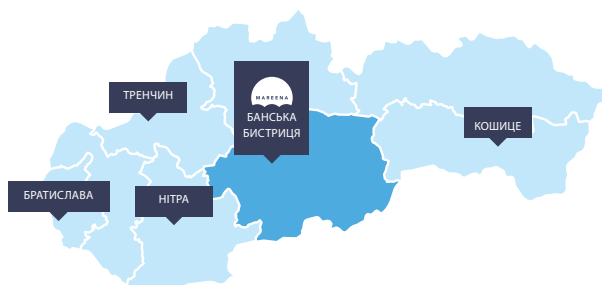 ТРЕНЧИН
MAREENA
БАНСЬКА
БИСТРИЦЯ
КОШИЦЕ
БРАТИСЛАВА
НІТРА